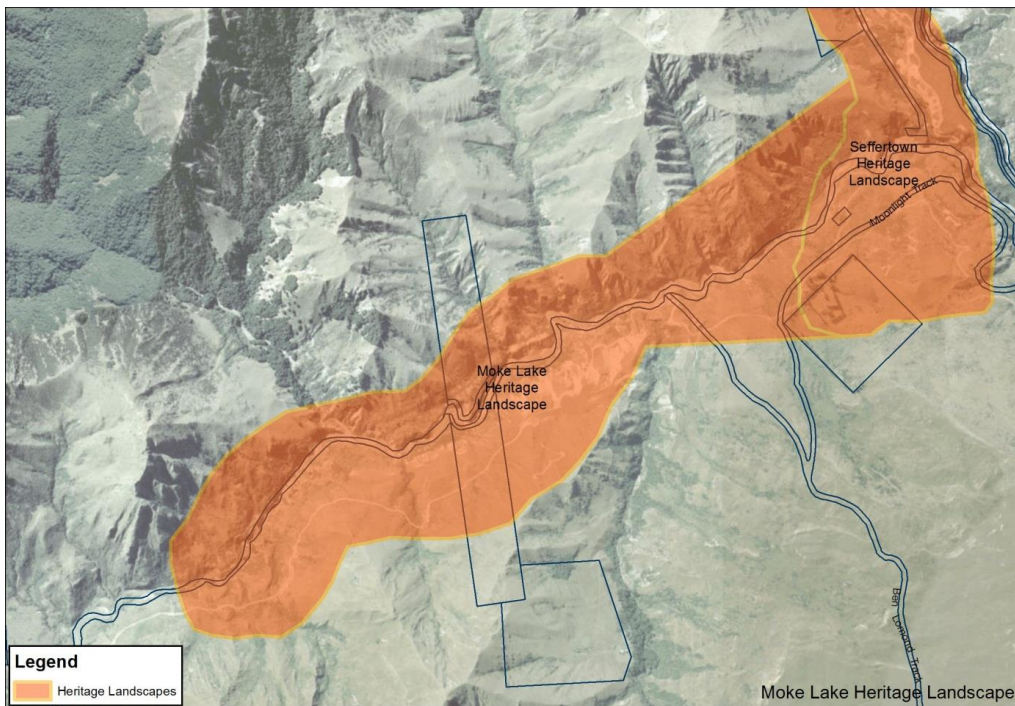 Seffertown
Heritage
Landscape
Moonlight Track
Moke Lake
Heritage
Landscape
Ben Lomond Track
Legend
Heritage Landscapes
Moke Lake Heritage Landscape